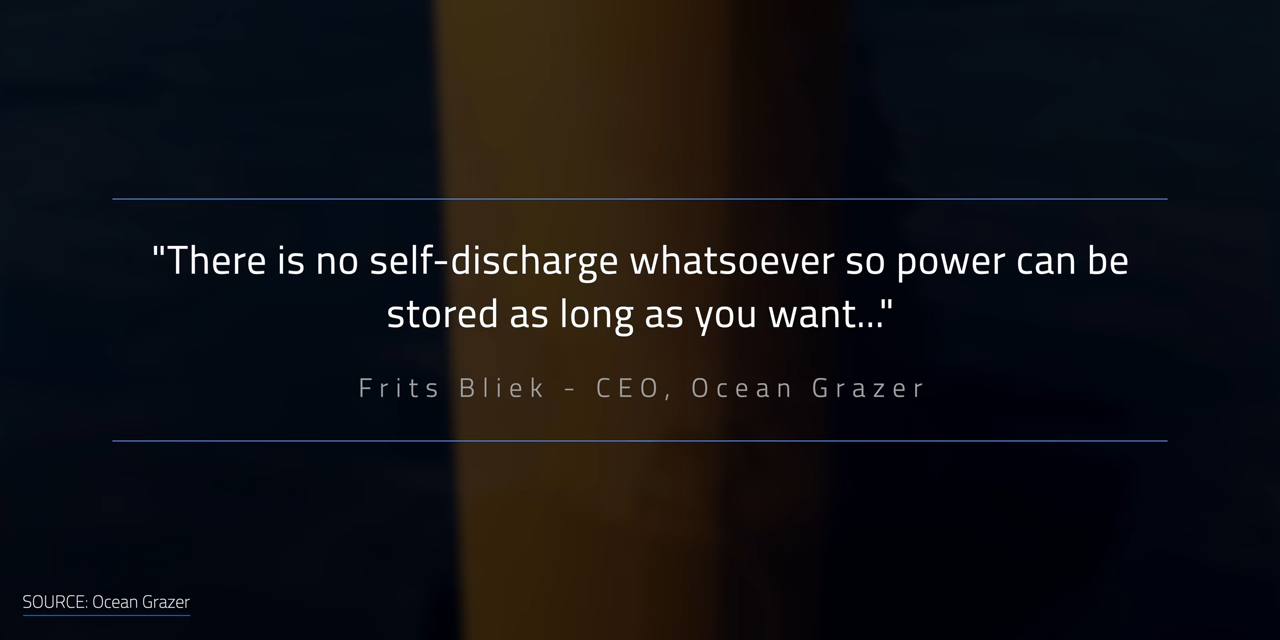 "There is no self-discharge whatsoever so power can be
stored as long as you want..."
Frits Bliek - CEO, Ocean Grazer
SOURCE: Ocean Grazer